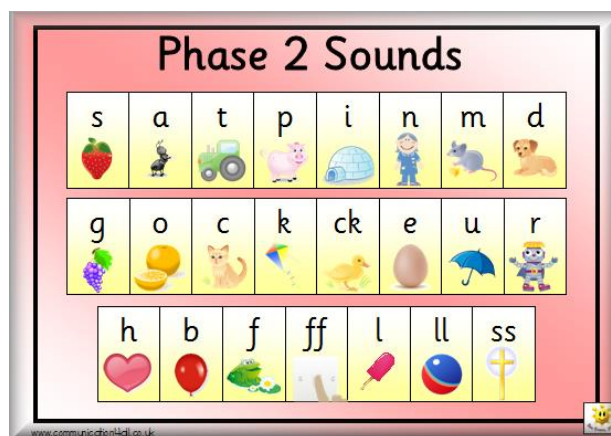 Phase 2 Sounds
s a t p i n m d
g o c k ck e u r
h b f ff l ll ss
www.communication4all.co.uk